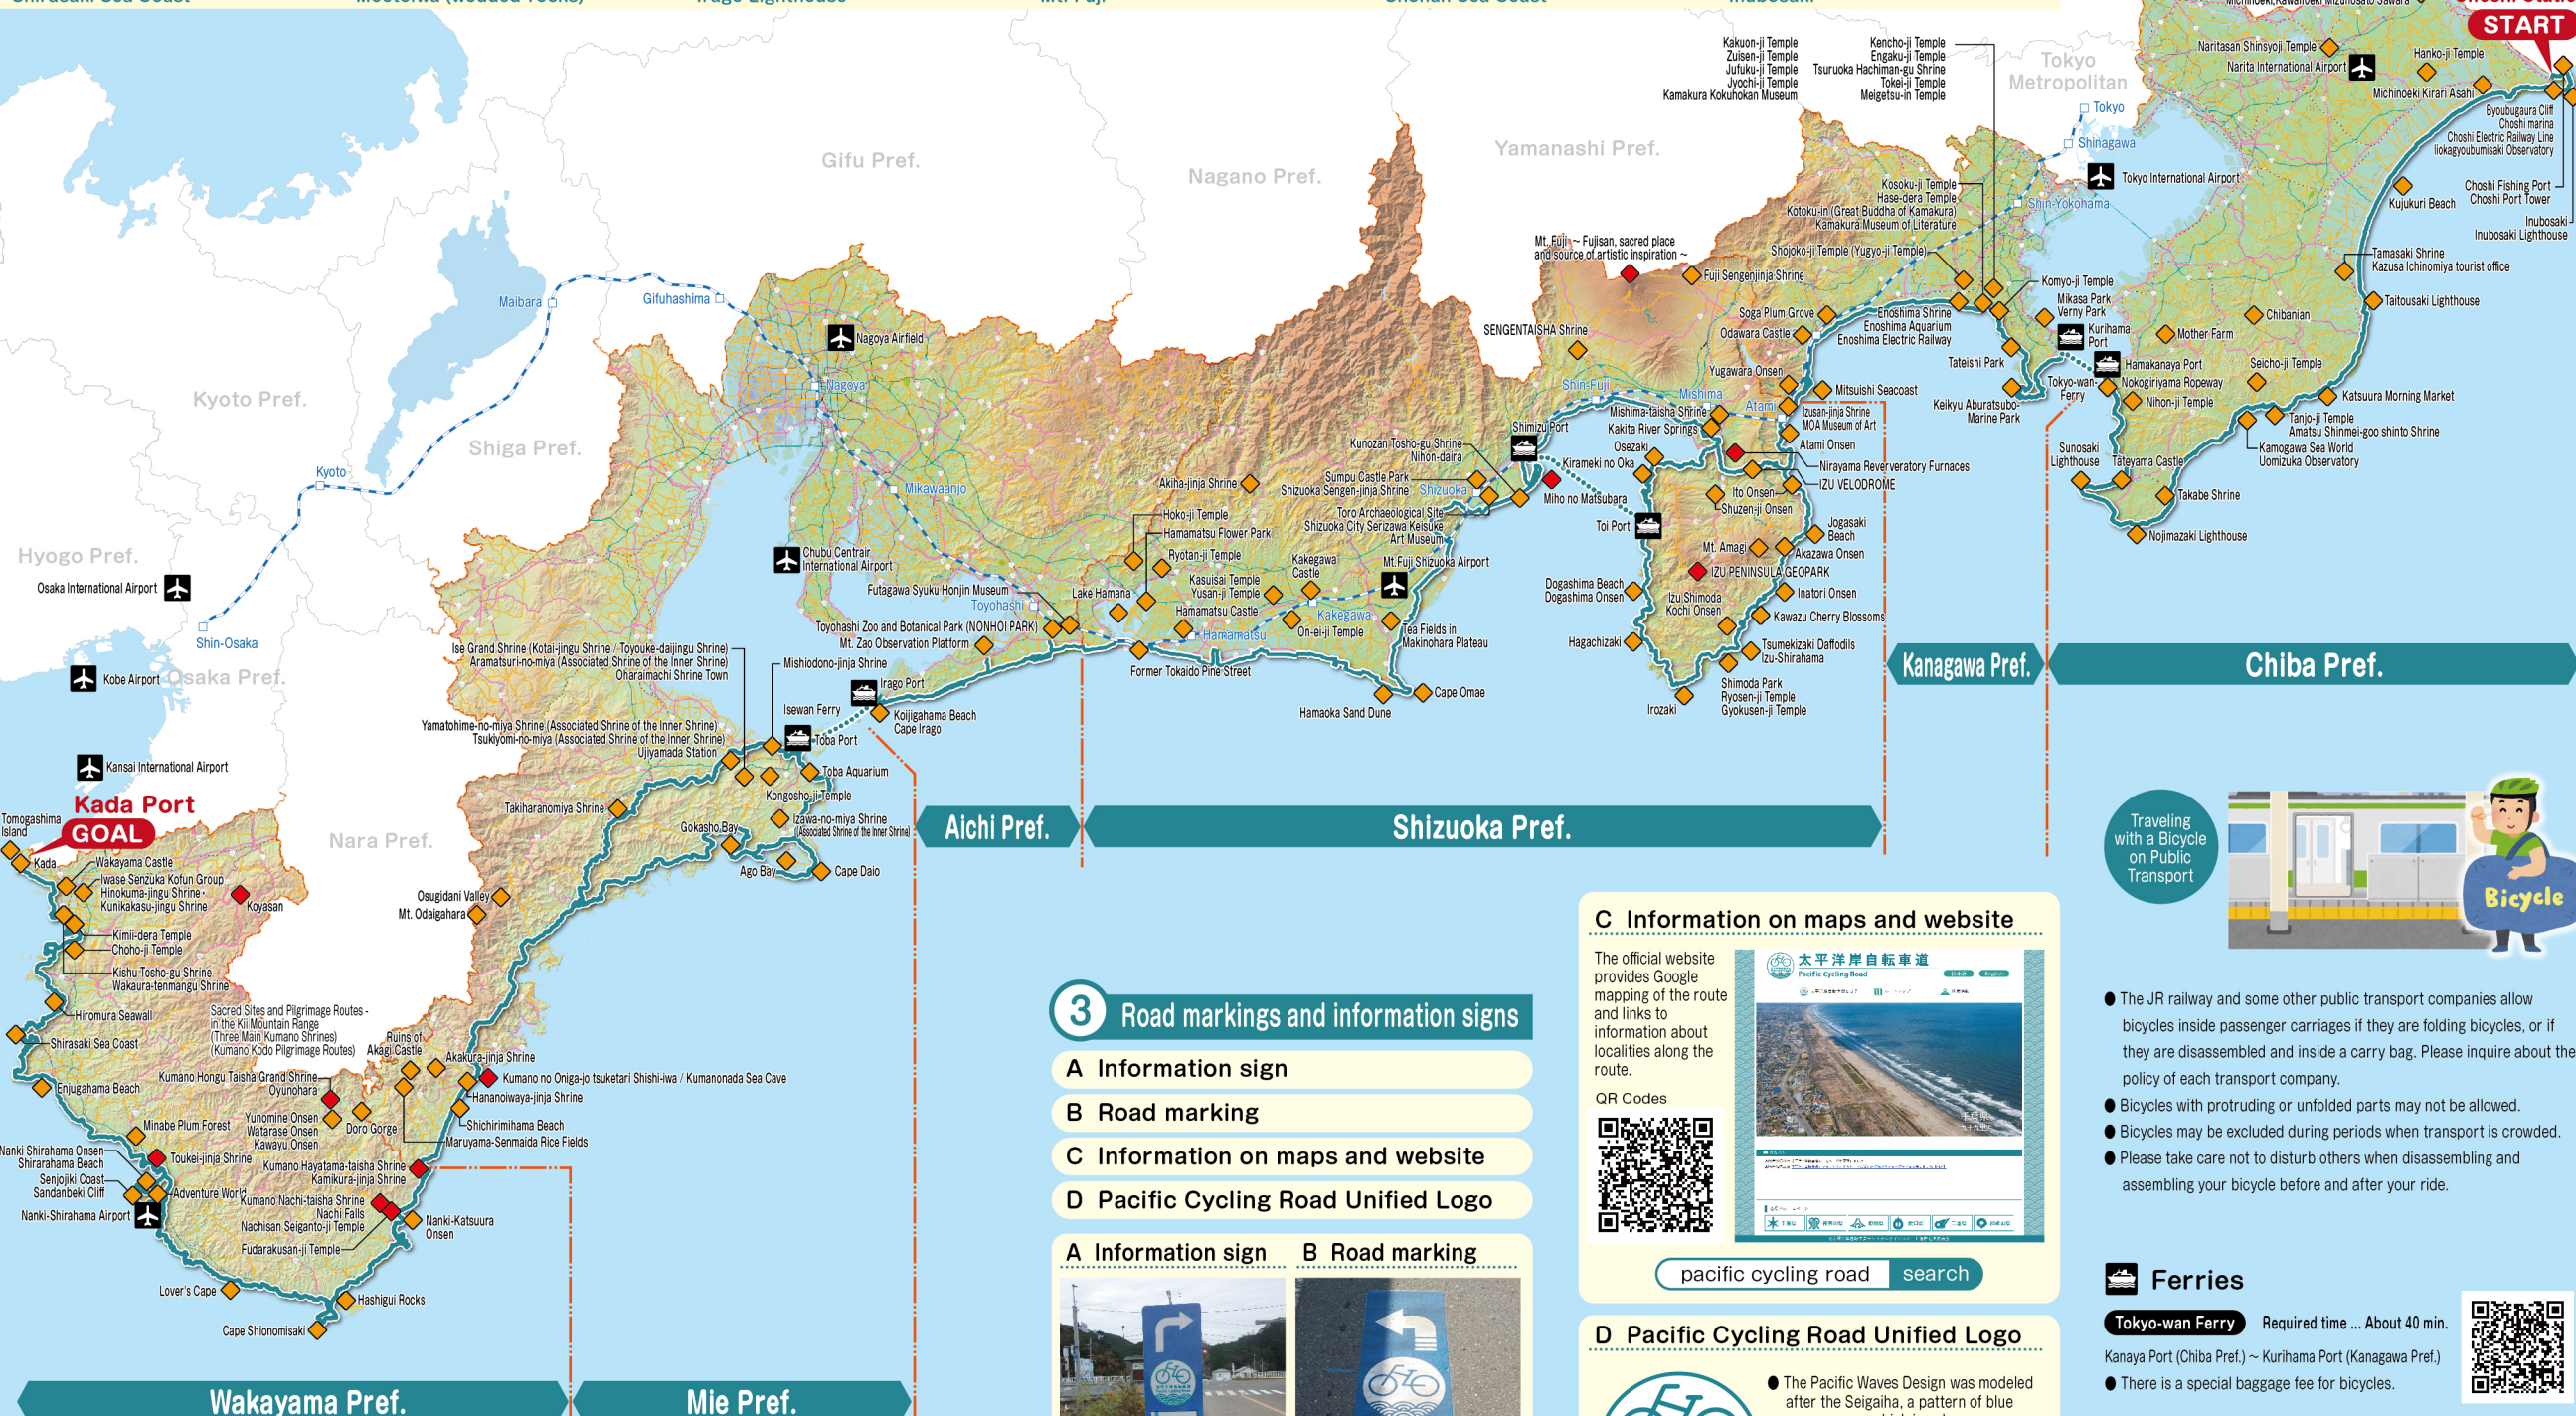 START
Michinoeki,Kawanoeki Mizunosato Sawara
Naritasan Shinsyoji Temple
Hanko-ji Temple
Narita International Airport
Michinoeki Kirari Asahi
Byoubugaura Cliff
Choshi marina
Choshi Electric Railway Line
Iiokagyoubumisaki Observatory
Choshi Fishing Port
Choshi Port Tower
Inubosaki
Inubosaki Lighthouse
Kujukuri Beach
Tamasaki Shrine
Kazusa Ichinomiya tourist office
Taitousaki Lighthouse
Chibanian
Mother Farm
Seicho-ji Temple
Katsuura Morning Market
Tanjo-ji Temple
Amatsu Shinmei-goo shinto Shrine
Kamogawa Sea World
Uomizuka Observatory
Hamakanaya Port
Nokogiriyama Ropeway
Nihon-ji Temple
Tokyo-wan-
Ferry
Sunosaki
Lighthouse
Tateyama Castle
Takabe Shrine
Nojimazaki Lighthouse
Tokyo
Metropolitan
Tokyo
Shinagawa
Tokyo International Airport
Shin-Yokohama
Kakuon-ji Temple
Zuisen-ji Temple
Jufuku-ji Temple
Jyochi-ji Temple
Kamakura Kokuhokan Museum
Kencho-ji Temple
Engaku-ji Temple
Tsuruoka Hachiman-gu Shrine
Tokei-ji Temple
Meigetsu-in Temple
Kosoku-ji Temple
Hase-dera Temple
Kotoku-in (Great Buddha of Kamakura)
Kamakura Museum of Literature
Shojoko-ji Temple (Yugyo-ji Temple)
Komyo-ji Temple
Mikasa Park
Verny Park
Kurihama
Port
Enoshima Shrine
Enoshima Aquarium
Enoshima Electric Railway
Tateishi Park
Keikyu Aburatsubo-
Marine Park
Yamanashi Pref.
Mt. Fuji ~ Fujisan, sacred place
and source of artistic inspiration ~
Fuji Sengenjinja Shrine
Soga Plum Grove
Odawara Castle
SENGENTAISHA Shrine
Yugawara Onsen
Mitsuishi Seacoast
Shin-Fuji
Mishima
Atami
Izusan-jinja Shrine
MOA Museum of Art
Mishima-taisha Shrine
Kakita River Springs
Atami Onsen
Osezaki
Kirameki no Oka
Nirayama Reververatory Furnaces
IZU VELODROME
Ito Onsen
Shuzen-ji Onsen
Toi Port
Jogasaki
Beach
Mt. Amagi
Akazawa Onsen
IZU PENINSULA GEOPARK
Dogashima Beach
Dogashima Onsen
Izu Shimoda
Kochi Onsen
Inatori Onsen
Kawazu Cherry Blossoms
Hagachizaki
Tsumekizaki Daffodils
Izu-Shirahama
Irozaki
Shimoda Park
Ryosen-ji Temple
Gyokusen-ji Temple
Shimizu Port
Miho no Matsubara
Kunozan Tosho-gu Shrine
Nihon-daira
Sumpu Castle Park
Shizuoka Sengen-jinja Shrine
Shizuoka
Toro Archaeological Site
Shizuoka City Serizawa Keisuke
Art Museum
Mt.Fuji Shizuoka Airport
Akiha-jinja Shrine
Hoko-ji Temple
Hamamatsu Flower Park
Ryotan-ji Temple
Kakegawa
Castle
Kasuisai Temple
Yusan-ji Temple
Lake Hamana
Hamamatsu Castle
Kakegawa
On-ei-ji Temple
Hamamatsu
Tea Fields in
Makinohara Plateau
Former Tokaido Pine Street
Hamaoka Sand Dune
Cape Omae
Nagano Pref.
Gifu Pref.
Maibara
Gifuhashima
Nagoya Airfield
Nagoya
Mikawaanjo
Chubu Centrair
International Airport
Futagawa Syuku Honjin Museum
Toyohashi
Toyohashi Zoo and Botanical Park (NONHOI PARK)
Mt. Zao Observation Platform
Irago Port
Koijigahama Beach
Cape Irago
Isewan Ferry
Toba Port
Kyoto Pref.
Shiga Pref.
Kyoto
Hyogo Pref.
Osaka International Airport
Shin-Osaka
Kobe Airport
Osaka Pref.
Kansai International Airport
Nara Pref.
Ise Grand Shrine (Kotai-jingu Shrine / Toyouke-daijingu Shrine)
Aramatsuri-no-miya (Associated Shrine of the Inner Shrine)
Oharaimachi Shrine Town
Mishiodono-jinja Shrine
Yamatohime-no-miya Shrine (Associated Shrine of the Inner Shrine)
Tsukiyomi-no-miya (Associated Shrine of the Inner Shrine)
Ujiyamada Station
Toba Aquarium
Kongosho-ji Temple
Takiharanomiya Shrine
Izawa-no-miya Shrine
(Associated Shrine of the Inner Shrine)
Gokasho Bay
Ago Bay
Cape Daio
Osugidani Valley
Mt. Odaigahara
Kada Port
GOAL
Tomogashima
Island
Kada
Wakayama Castle
Iwase Senzuka Kofun Group
Hinokuma-jingu Shrine・
Kunikakasu-jingu Shrine
Koyasan
Kimii-dera Temple
Choho-ji Temple
Kishu Tosho-gu Shrine
Wakaura-tenmangu Shrine
Hiromura Seawall
Shirasaki Sea Coast
Enjugahama Beach
Sacred Sites and Pilgrimage Routes -
in the Kii Mountain Range
(Three Main Kumano Shrines)
(Kumano Kodo Pilgrimage Routes)
Ruins of
Akagi Castle
Akakura-jinja Shrine
Kumano no Oniga-jo tsuketari Shishi-iwa / Kumanonada Sea Cave
Hananoiwaya-jinja Shrine
Shichirimihama Beach
Maruyama-Senmaida Rice Fields
Kumano Hongu Taisha Grand Shrine
Oyunohara
Yunomine Onsen
Watarase Onsen
Kawayu Onsen
Doro Gorge
Minabe Plum Forest
Toukei-jinja Shrine
Nanki Shirahama Onsen
Shirarahama Beach
Senjojiki Coast
Sandanbeki Cliff
Adventure World
Nanki-Shirahama Airport
Kumano Hayatama-taisha Shrine
Kamikura-jinja Shrine
Kumano Nachi-taisha Shrine
Nachi Falls
Nachisan Seiganto-ji Temple
Fudarakusan-ji Temple
Nanki-Katsuura
Onsen
Lover's Cape
Hashigui Rocks
Cape Shionomisaki
Wakayama Pref.
Mie Pref.
Aichi Pref.
Shizuoka Pref.
Kanagawa Pref.
Chiba Pref.
3 Road markings and information signs
A Information sign
B Road marking
C Information on maps and website
D Pacific Cycling Road Unified Logo
A Information sign
B Road marking
C Information on maps and website
The official website
provides Google
mapping of the route
and links to
information about
localities along the
route.
QR Codes
太平洋岸自転車道
Pacific Cycling Road
pacific cycling road search
D Pacific Cycling Road Unified Logo
● The Pacific Waves Design was modeled
after the Seigaiha, a pattern of blue
Traveling
with a Bicycle
on Public
Transport
Bicycle
● The JR railway and some other public transport companies allow
bicycles inside passenger carriages if they are folding bicycles, or if
they are disassembled and inside a carry bag. Please inquire about the
policy of each transport company.
● Bicycles with protruding or unfolded parts may not be allowed.
● Bicycles may be excluded during periods when transport is crowded.
● Please take care not to disturb others when disassembling and
assembling your bicycle before and after your ride.
Ferries
Tokyo-wan Ferry Required time ... About 40 min.
Kanaya Port (Chiba Pref.) ~ Kurihama Port (Kanagawa Pref.)
● There is a special baggage fee for bicycles.